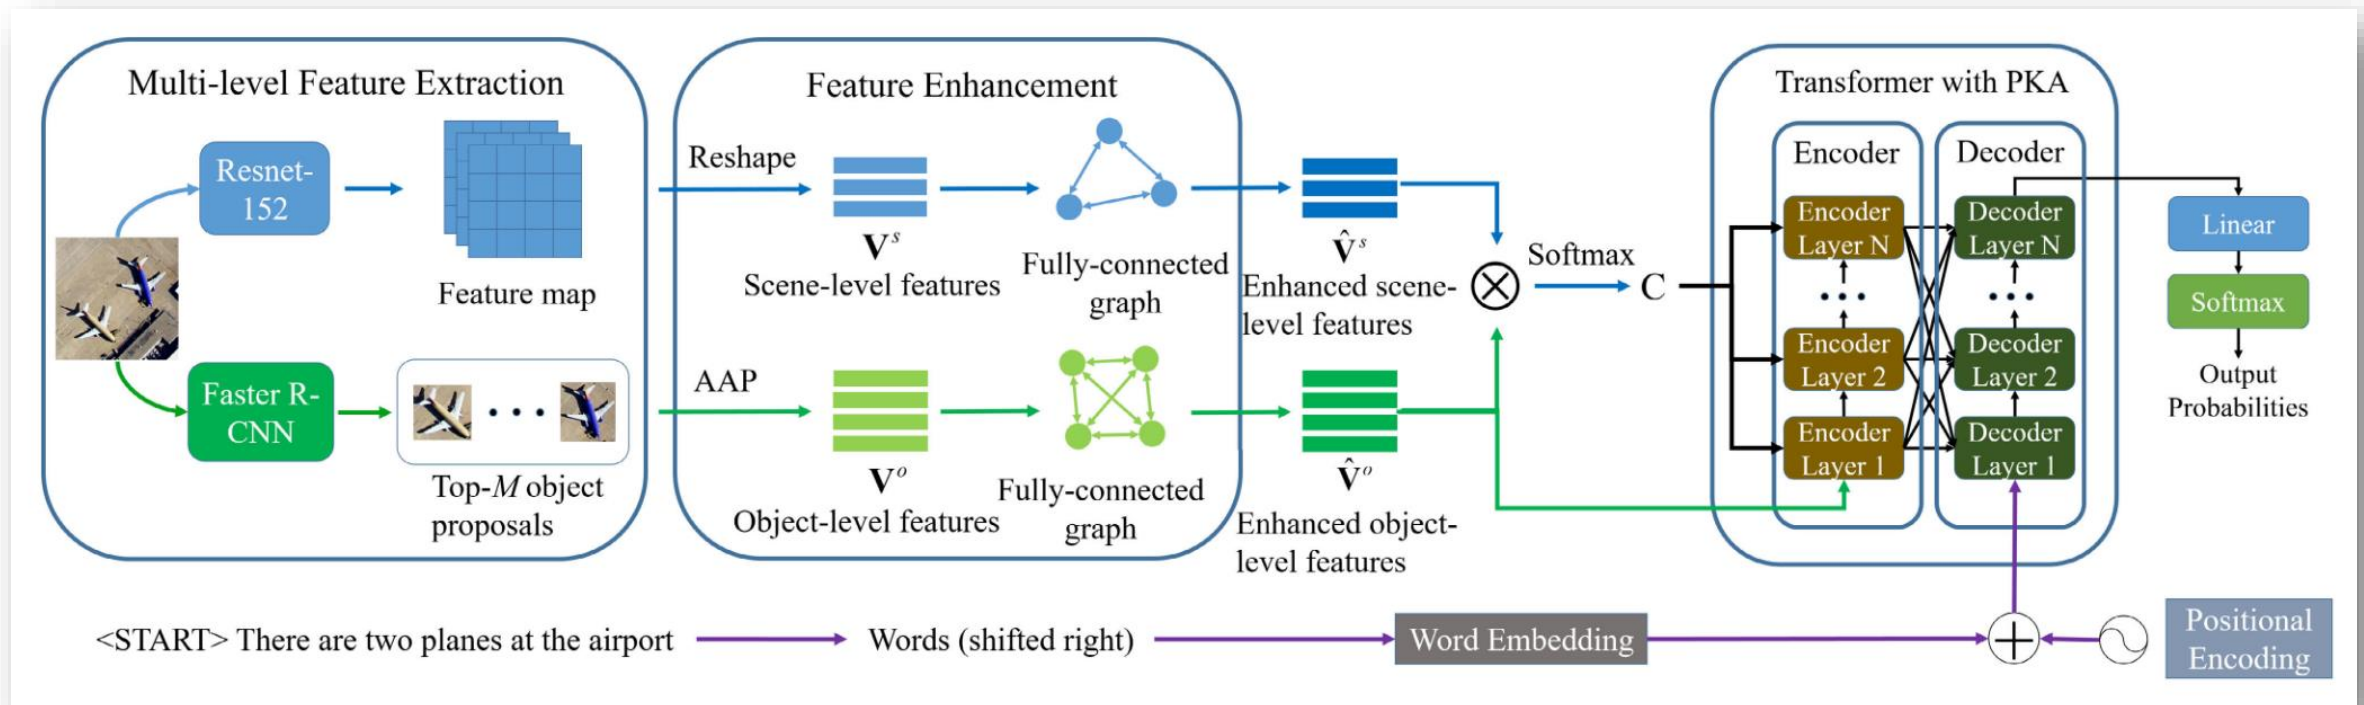 Multi-level Feature Extraction
Resnet-
152
Feature map
Faster R-
CNN
Top-M object
proposals
Feature Enhancement
Reshape
V^s
Scene-level features
Fully-connected
graph
AAP
V^o
Object-level features
Fully-connected
graph
V̂^s
Enhanced scene-
level features
V̂^o
Enhanced object-
level features
Softmax
C
Transformer with PKA
Encoder
Encoder
Layer N
Encoder
Layer 2
Encoder
Layer 1
Decoder
Decoder
Layer N
Decoder
Layer 2
Decoder
Layer 1
Linear
Softmax
Output
Probabilities
<START> There are two planes at the airport
Words (shifted right)
Word Embedding
Positional
Encoding